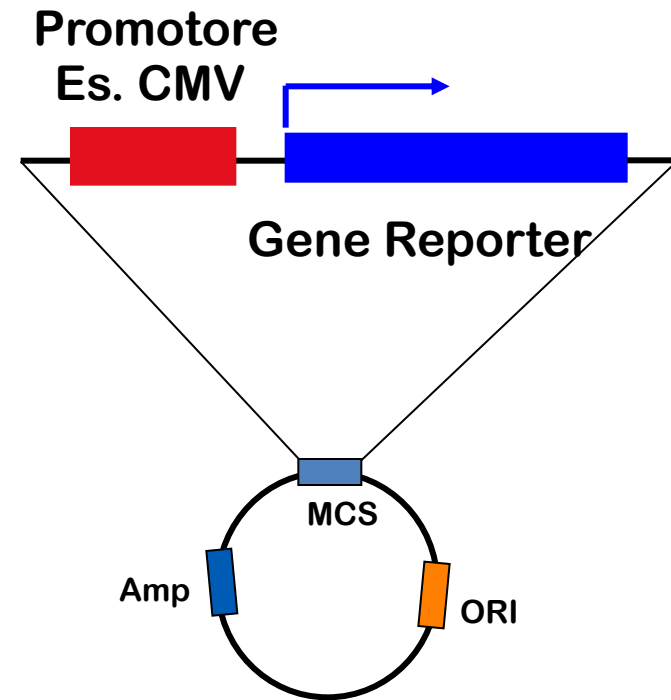 Promotore
Es. CMV
Gene Reporter
MCS
Amp
ORI